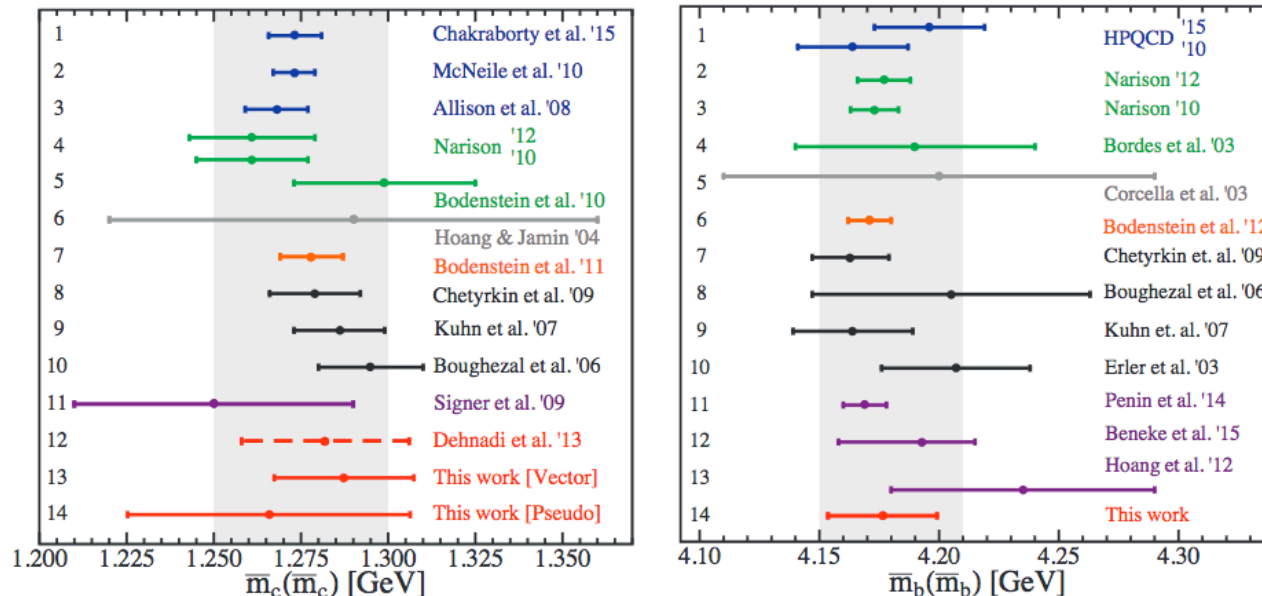 1 Chakraborty et al. '15
2 McNeile et al. '10
3 Allison et al. '08
4 Narison '12
'10
5
Bodenstein et al. '10
6
Hoang & Jamin '04
7
Bodenstein et al. '11
8 Chetyrkin et al. '09
9 Kuhn et al. '07
10 Boughezal et al. '06
11 Signer et al. '09
12 Dehnadi et al. '13
13 This work [Vector]
14 This work [Pseudo]
1.200 1.225 1.250 1.275 1.300 1.325 1.350
m̅c(m̅c) [GeV]
1 HPQCD '15
'10
2 Narison '12
3 Narison '10
4 Bordes et al. '03
5
Corcella et al. '03
6 Bodenstein et al. '12
7 Chetyrkin et. al. '09
8 Boughezal et al. '06
9 Kuhn et. al. '07
10 Erler et al. '03
11 Penin et al. '14
12 Beneke et al. '15
13 Hoang et al. '12
14 This work
4.10 4.15 4.20 4.25 4.30
m̅b(m̅b) [GeV]